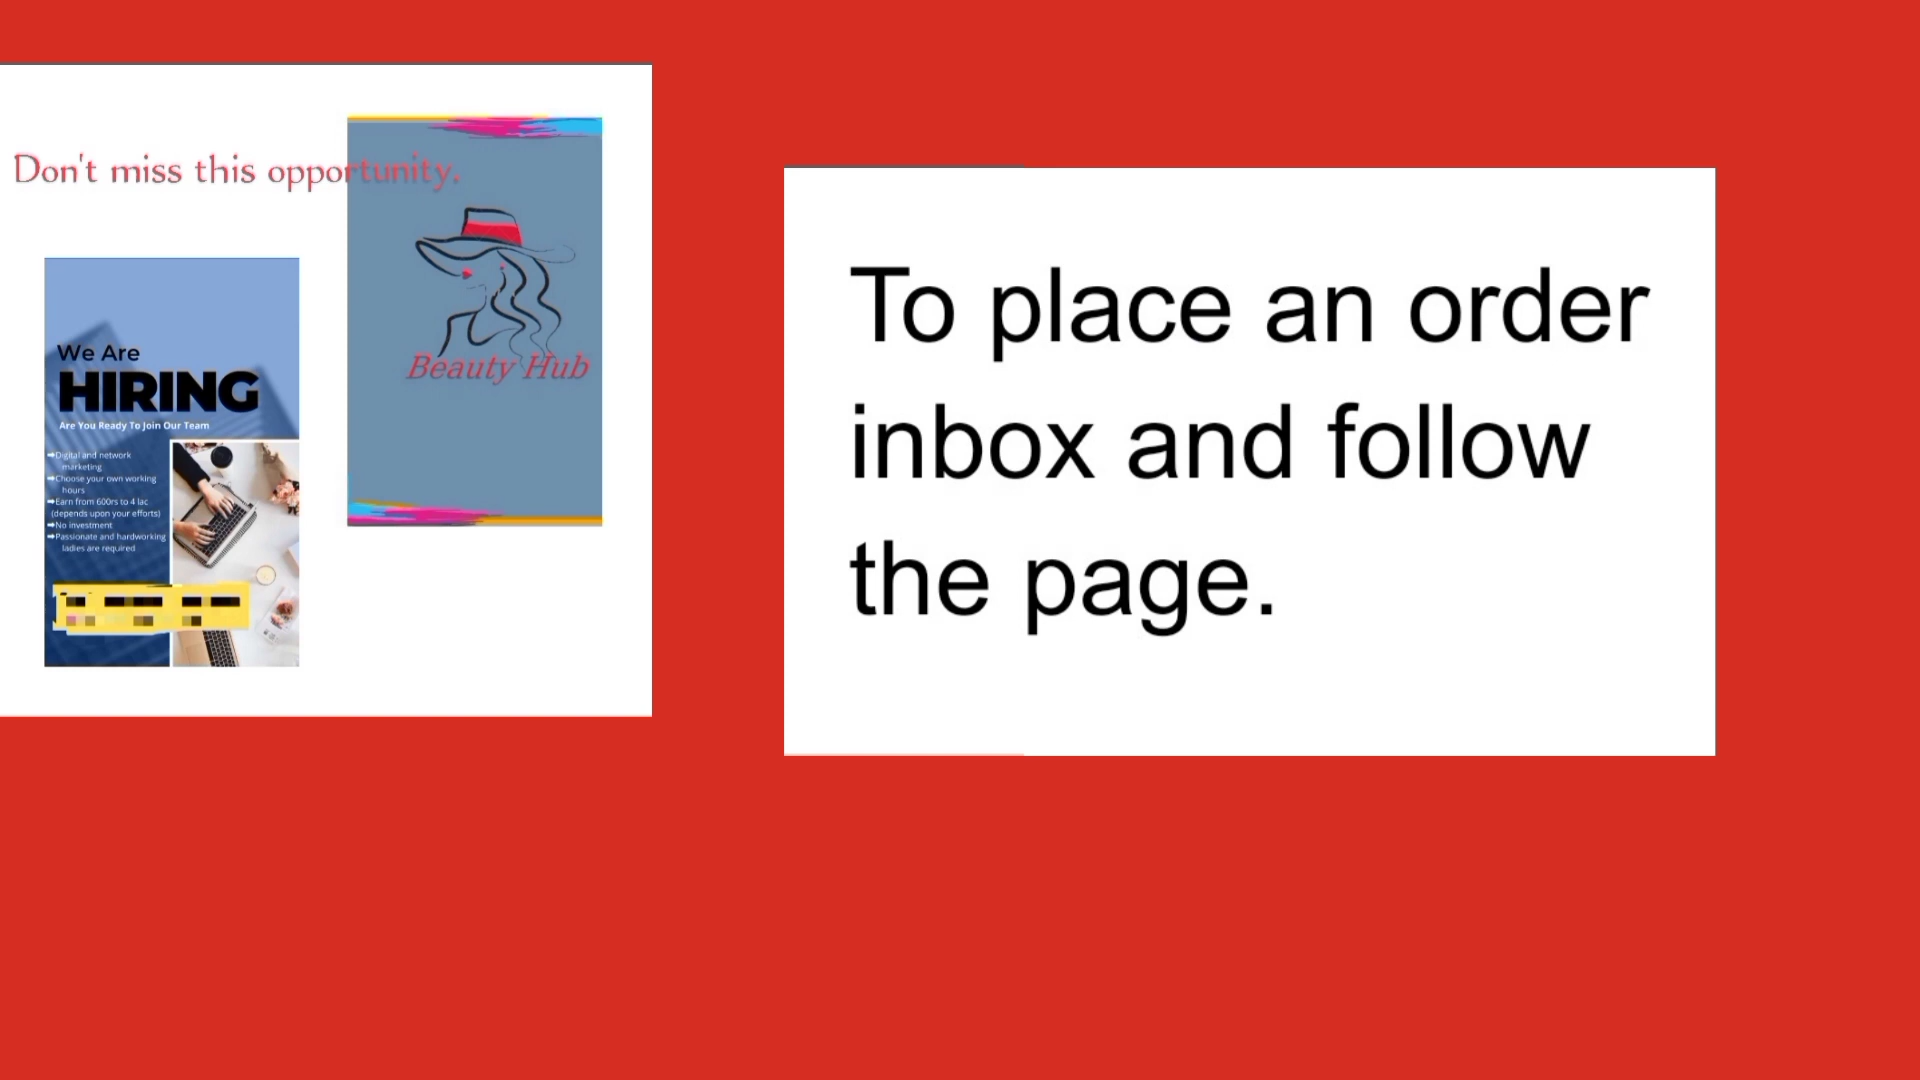 Don't miss this opportunity.
We Are
HIRING
Are You Ready To Join Our Team
➡Digital and network
marketing
➡Choose your own working
hours
➡Earn from 600rs to 4 lac
(depends upon your efforts)
➡No investment
➡Passionate and hardworking
ladies are required
Beauty Hub
To place an order
inbox and follow
the page.